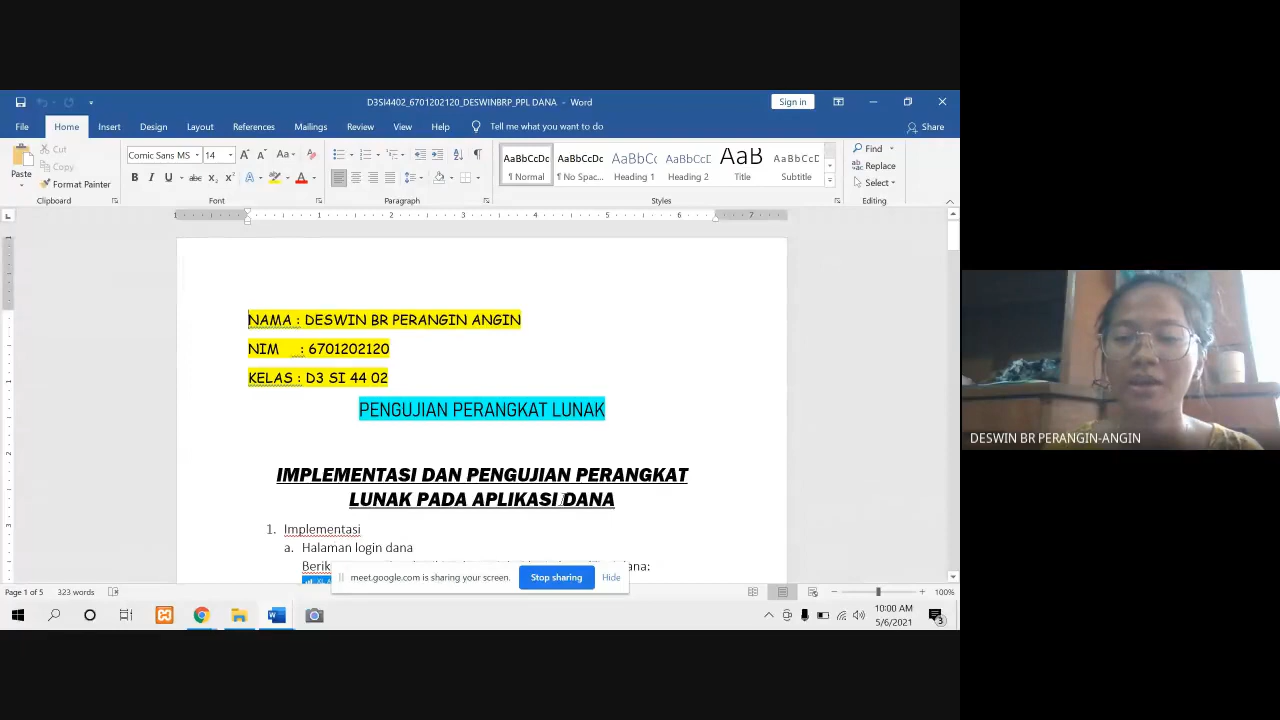 D3SI4402_6701202120_DESWINBRP_PPL DANA - Word
Sign in
File Home Insert Design Layout References Mailings Review View Help Tell me what you want to do Share
Paste
Cut
Copy
Format Painter
Clipboard
Comic Sans MS 14
Font
Paragraph
AaBbCcDc AaBbCcDc AaBbCc AaBbCcD AaB AaBbCcD
¶ Normal ¶ No Spac... Heading 1 Heading 2 Title Subtitle
Styles
Find
Replace
Select
Editing
NAMA : DESWIN BR PERANGIN ANGIN
NIM : 6701202120
KELAS : D3 SI 44 02
PENGUJIAN PERANGKAT LUNAK
IMPLEMENTASI DAN PENGUJIAN PERANGKAT
LUNAK PADA APLIKASI DANA
1. Implementasi
a. Halaman login dana
meet.google.com is sharing your screen. Stop sharing Hide
Page 1 of 5 323 words 100%
10:00 AM
5/6/2021
3
DESWIN BR PERANGIN-ANGIN